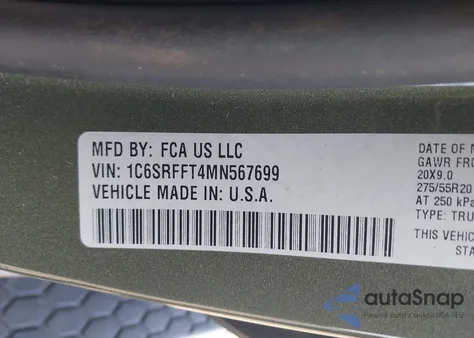 MFD BY: FCA US LLC
VIN: 1C6SRFFT4MN567699
VEHICLE MADE IN: U.S.A.
DATE OF M
GAWR FRO
20X9.0
275/55R20
AT 250 kPa
TYPE: TRU
THIS VEHIC
STA
autoSnap